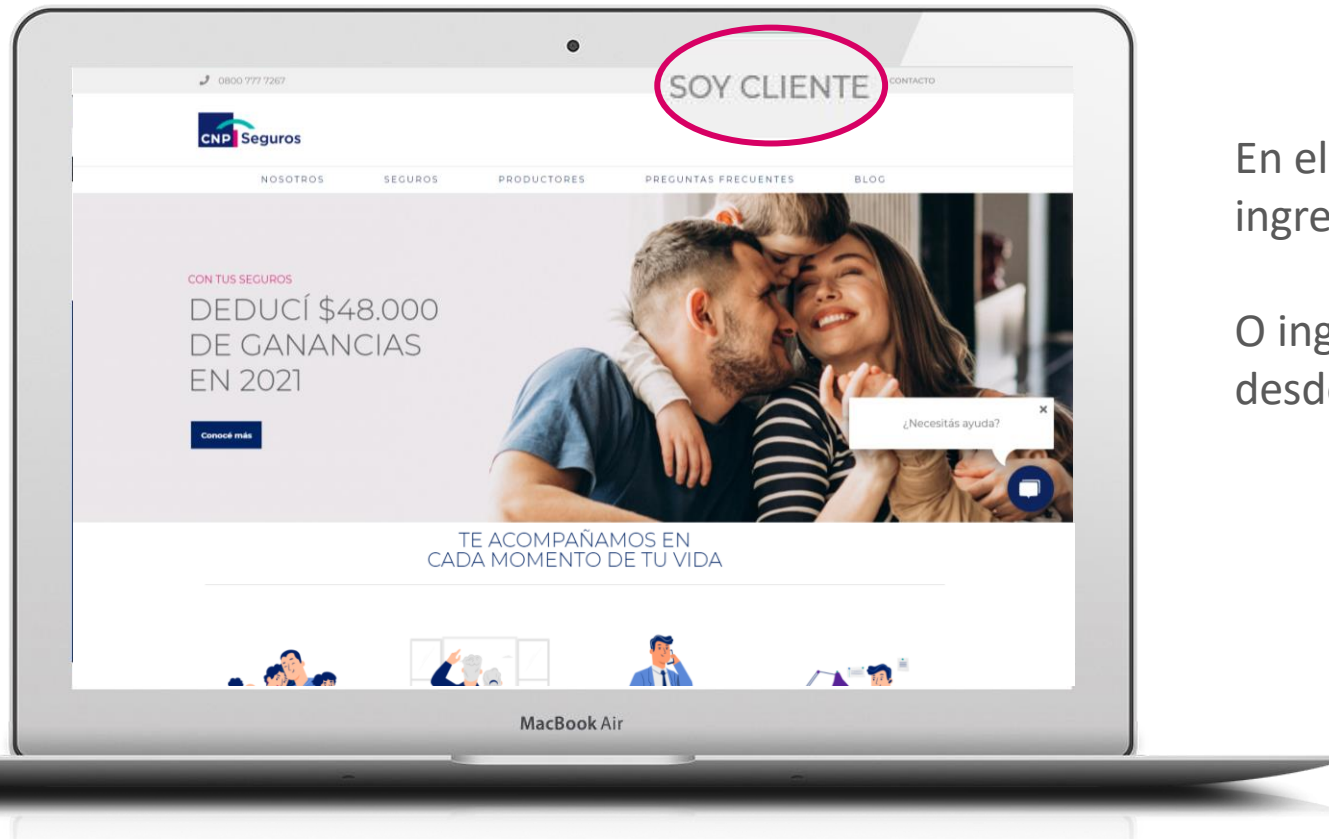 0800 777 7267
SOY CLIENTE
CONTACTO
CNP Seguros
NOSOTROS SEGUROS PRODUCTORES PREGUNTAS FRECUENTES BLOG
CON TUS SEGUROS
DEDUCÍ $48.000
DE GANANCIAS
EN 2021
Conocé más
¿Necesitás ayuda?
TE ACOMPAÑAMOS EN
CADA MOMENTO DE TU VIDA
MacBook Air
En el
ingre
O ing
desd